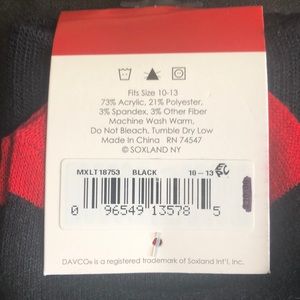 Fits Size 10-13
73% Acrylic, 21% Polyester,
3% Spandex, 3% Other Fiber
Machine Wash Warm,
Do Not Bleach, Tumble Dry Low
Made in China RN 74547
© SOXLAND NY
MXLT18753 BLACK 10-13
0 96549 13578 5
DAVCO® is a registered trademark of Soxland Int'l, Inc.